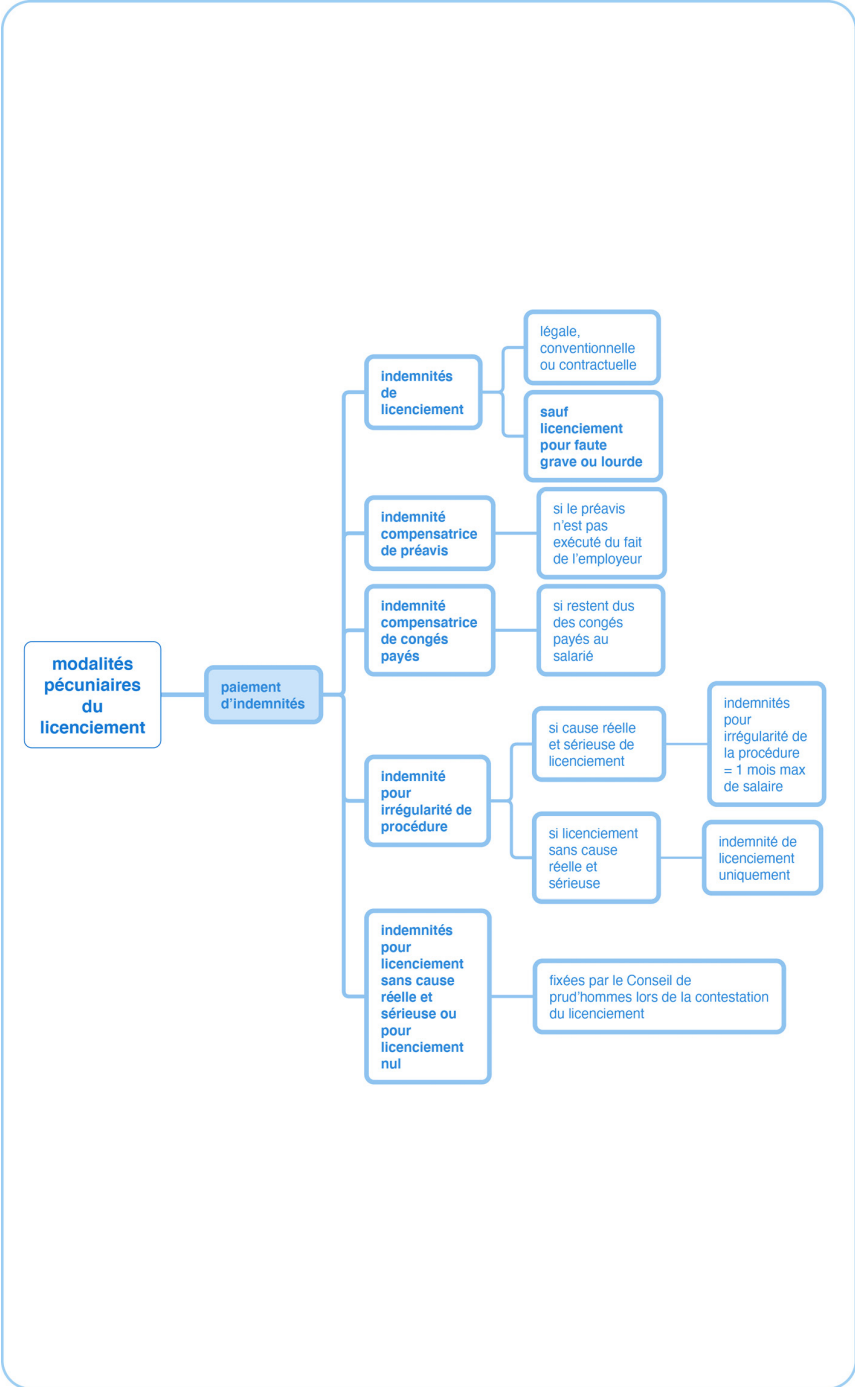 modalités
pécuniaires
du
licenciement
paiement
d’indemnités
indemnités
de
licenciement
légale,
conventionnelle
ou contractuelle
sauf
licenciement
pour faute
grave ou lourde
indemnité
compensatrice
de préavis
si le préavis
n’est pas
exécuté du fait
de l’employeur
indemnité
compensatrice
de congés
payés
si restent dus
des congés
payés au
salarié
indemnité
pour
irrégularité de
procédure
si cause réelle
et sérieuse de
licenciement
indemnités
pour
irrégularité de
la procédure
= 1 mois max
de salaire
si licenciement
sans cause
réelle et
sérieuse
indemnité de
licenciement
uniquement
indemnités
pour
licenciement
sans cause
réelle et
sérieuse ou
pour
licenciement
nul
fixées par le Conseil de
prud’hommes lors de la contestation
du licenciement